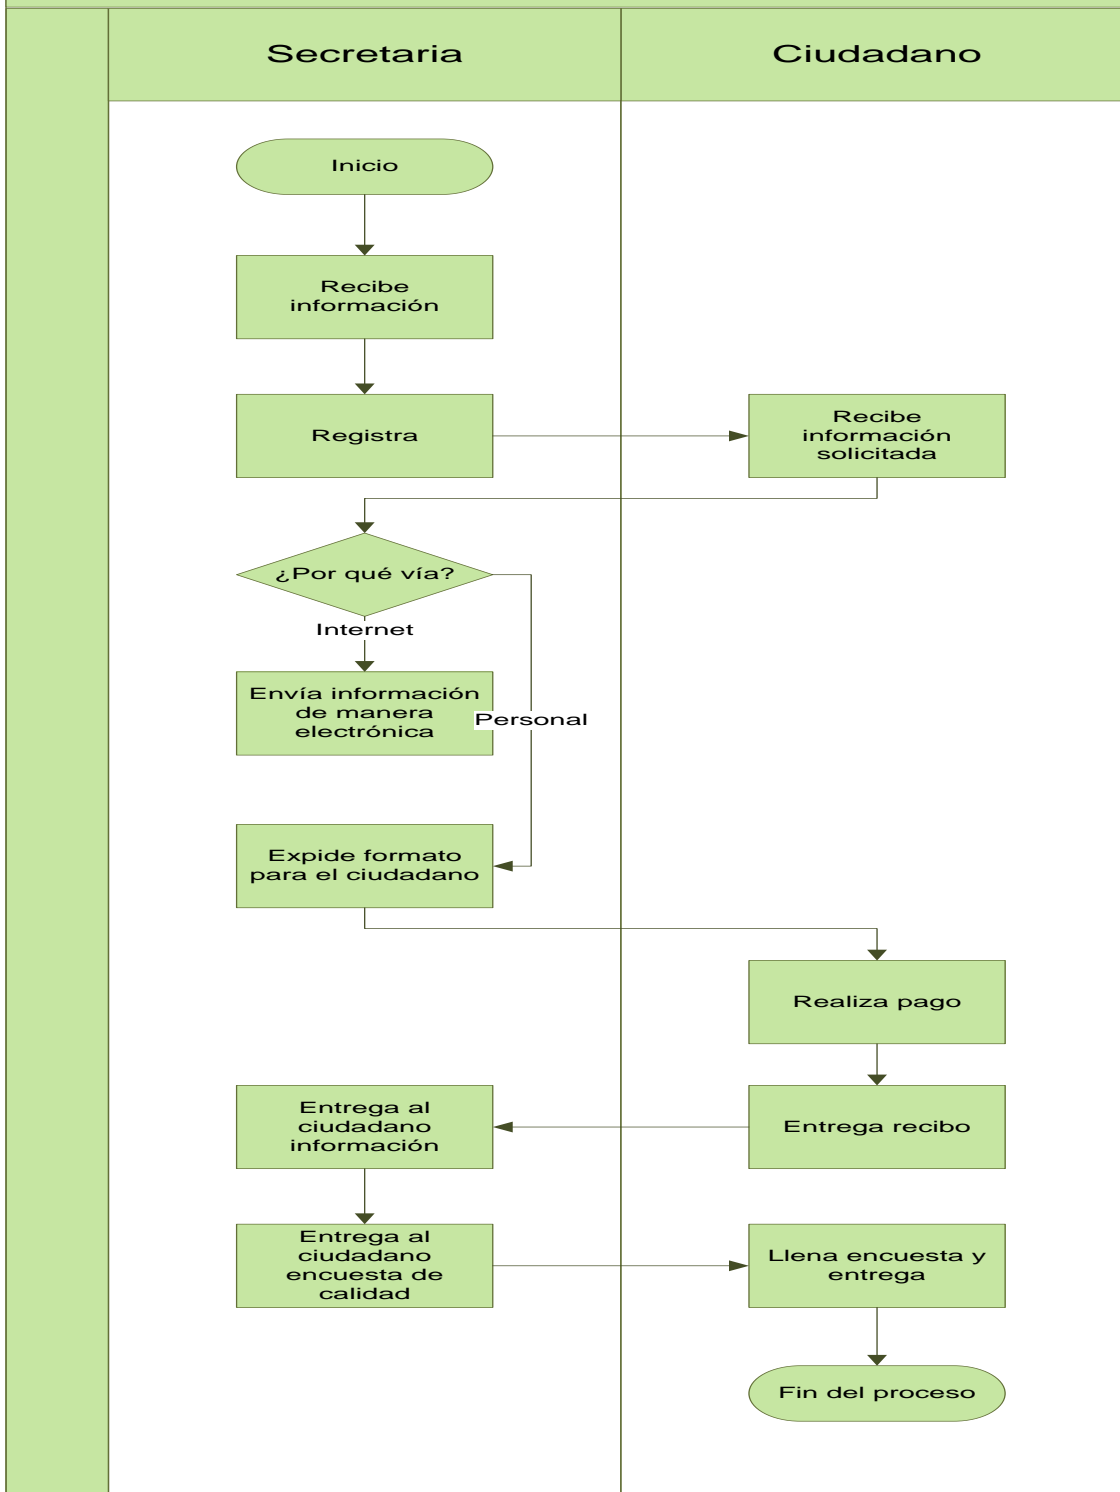 Secretaria
Ciudadano
Inicio
Recibe
información
Registra
Recibe
información
solicitada
¿Por qué vía?
Internet
Envía información
de manera
electrónica
Personal
Expide formato
para el ciudadano
Realiza pago
Entrega al
ciudadano
información
Entrega recibo
Entrega al
ciudadano
encuesta de
calidad
Llena encuesta y
entrega
Fin del proceso